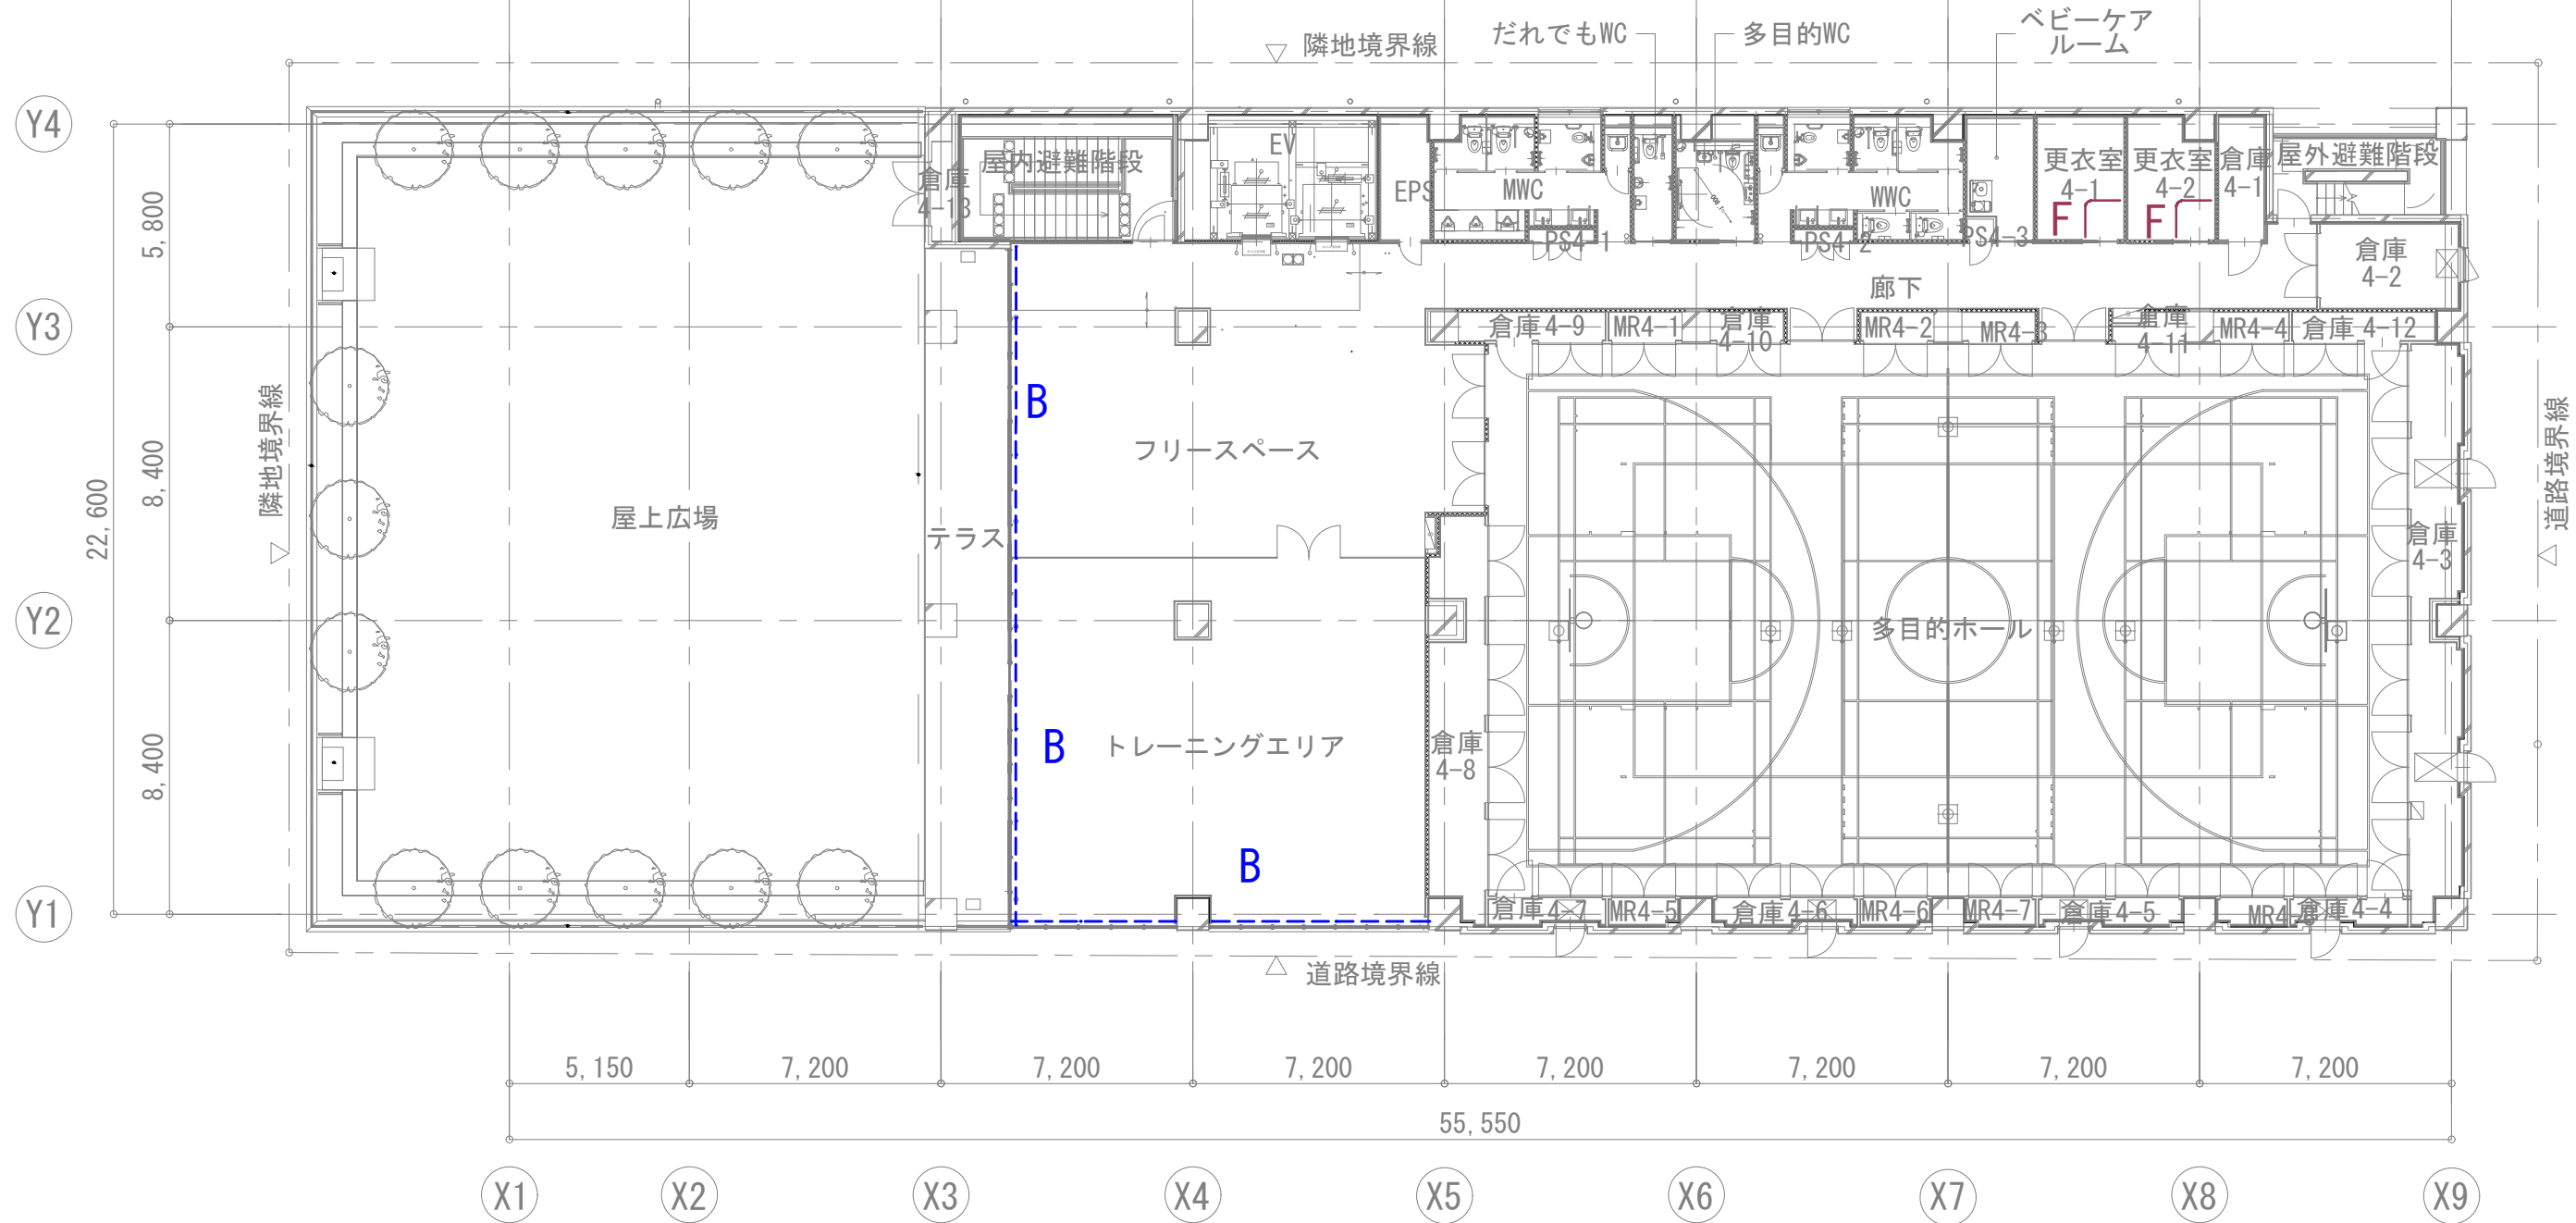 隣地境界線
だれでもWC
多目的WC
ベビーケア
ルーム
Y4
屋内避難階段
EV
倉庫
4-13
EPS
MWC
PS4-1
WWC
PS4-2
PS4-3
更衣室
4-1
F
更衣室
4-2
F
倉庫
4-1
屋外避難階段
倉庫
4-2
廊下
5,800
Y3
倉庫4-9
MR4-1
倉庫
4-10
MR4-2
MR4-3
倉庫
4-11
MR4-4
倉庫 4-12
隣地境界線
B
フリースペース
道路境界線
8,400
22,600
屋上広場
テラス
倉庫
4-3
Y2
多目的ホール
B
トレーニングエリア
倉庫
4-8
8,400
B
Y1
倉庫4-7
MR4-5
倉庫4-6
MR4-6
MR4-7
倉庫4-5
MR4-8
倉庫4-4
道路境界線
5,150
7,200
7,200
7,200
7,200
7,200
7,200
7,200
55,550
X1
X2
X3
X4
X5
X6
X7
X8
X9